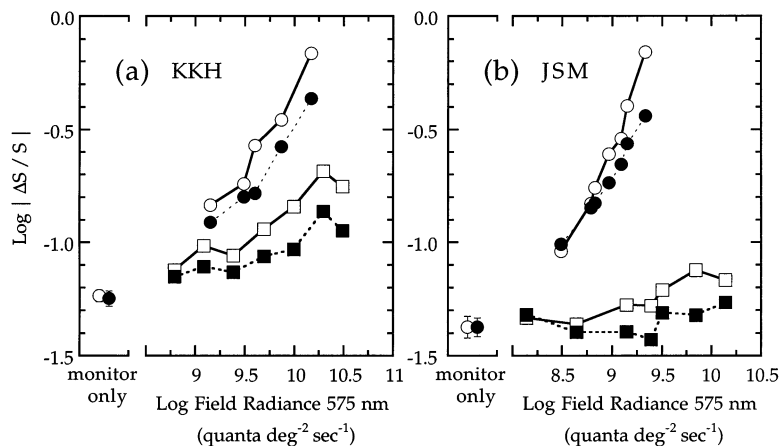 (a) KKH
(b) JSM
Log | ΔS / S |
0.0
-0.5
-1.0
-1.5
monitor only
9 9.5 10 10.5 11
Log Field Radiance 575 nm
(quanta deg⁻² sec⁻¹)
0.0
-0.5
-1.0
-1.5
monitor only
8.5 9 9.5 10 10.5
Log Field Radiance 575 nm
(quanta deg⁻² sec⁻¹)